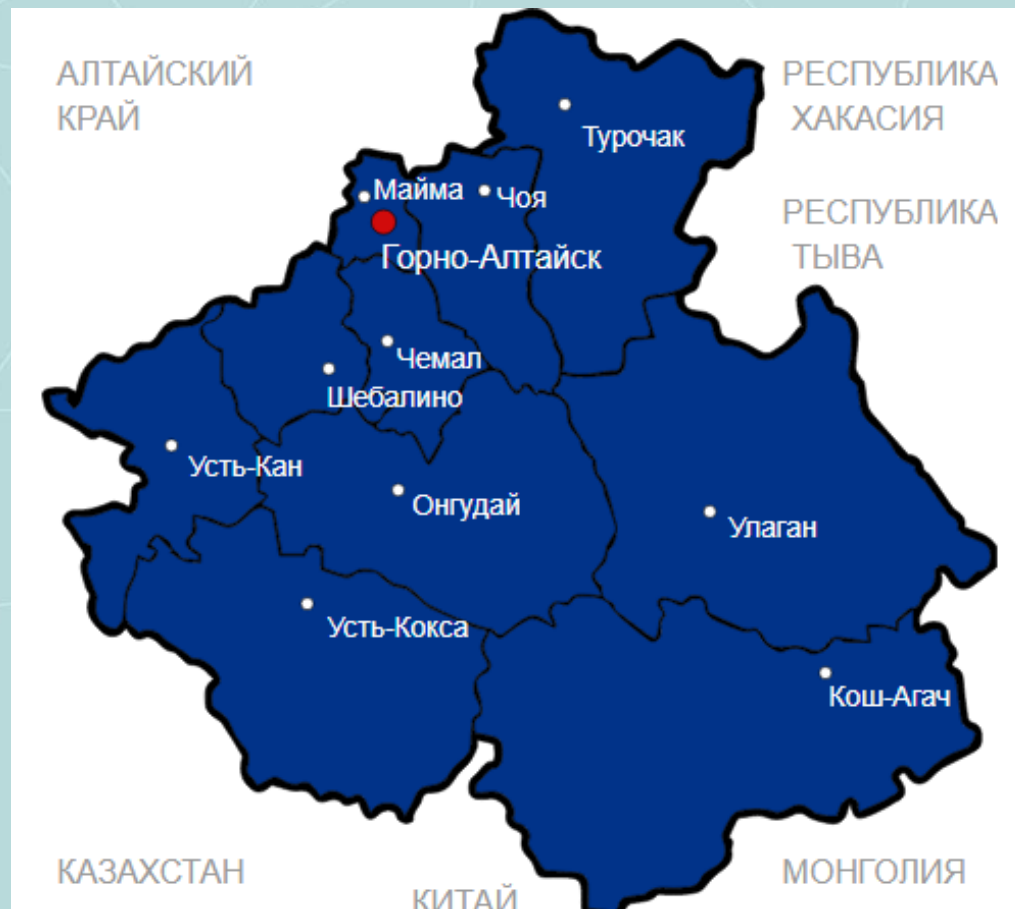 АЛТАЙСКИЙ
КРАЙ
РЕСПУБЛИКА
ХАКАСИЯ
Турочак
Майма
Чоя
РЕСПУБЛИКА
ТЫВА
Горно-Алтайск
Чемал
Шебалино
Усть-Кан
Онгудай
Улаган
Усть-Кокса
Кош-Агач
КАЗАХСТАН
КИТАЙ
МОНГОЛИЯ